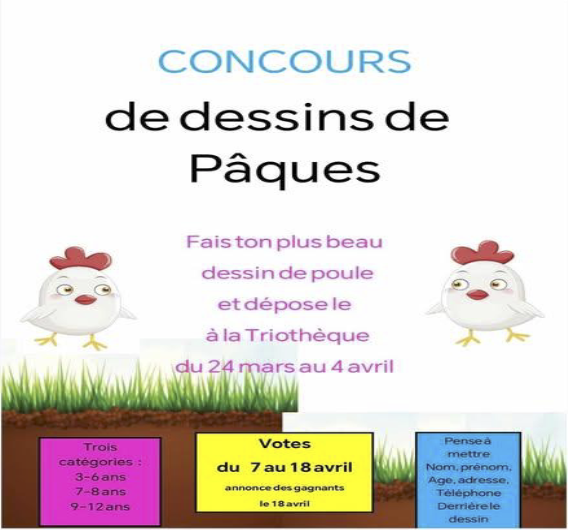 CONCOURS
de dessins de
Pâques
Fais ton plus beau
dessin de poule
et dépose le
à la Triothèque
du 24 mars au 4 avril
Trois
catégories :
3-6 ans
7-8 ans
9-12 ans
Votes
du 7 au 18 avril
annonce des gagnants
le 18 avril
Pense à
mettre
Nom, prénom,
Age, adresse,
Téléphone
Derrière le
dessin